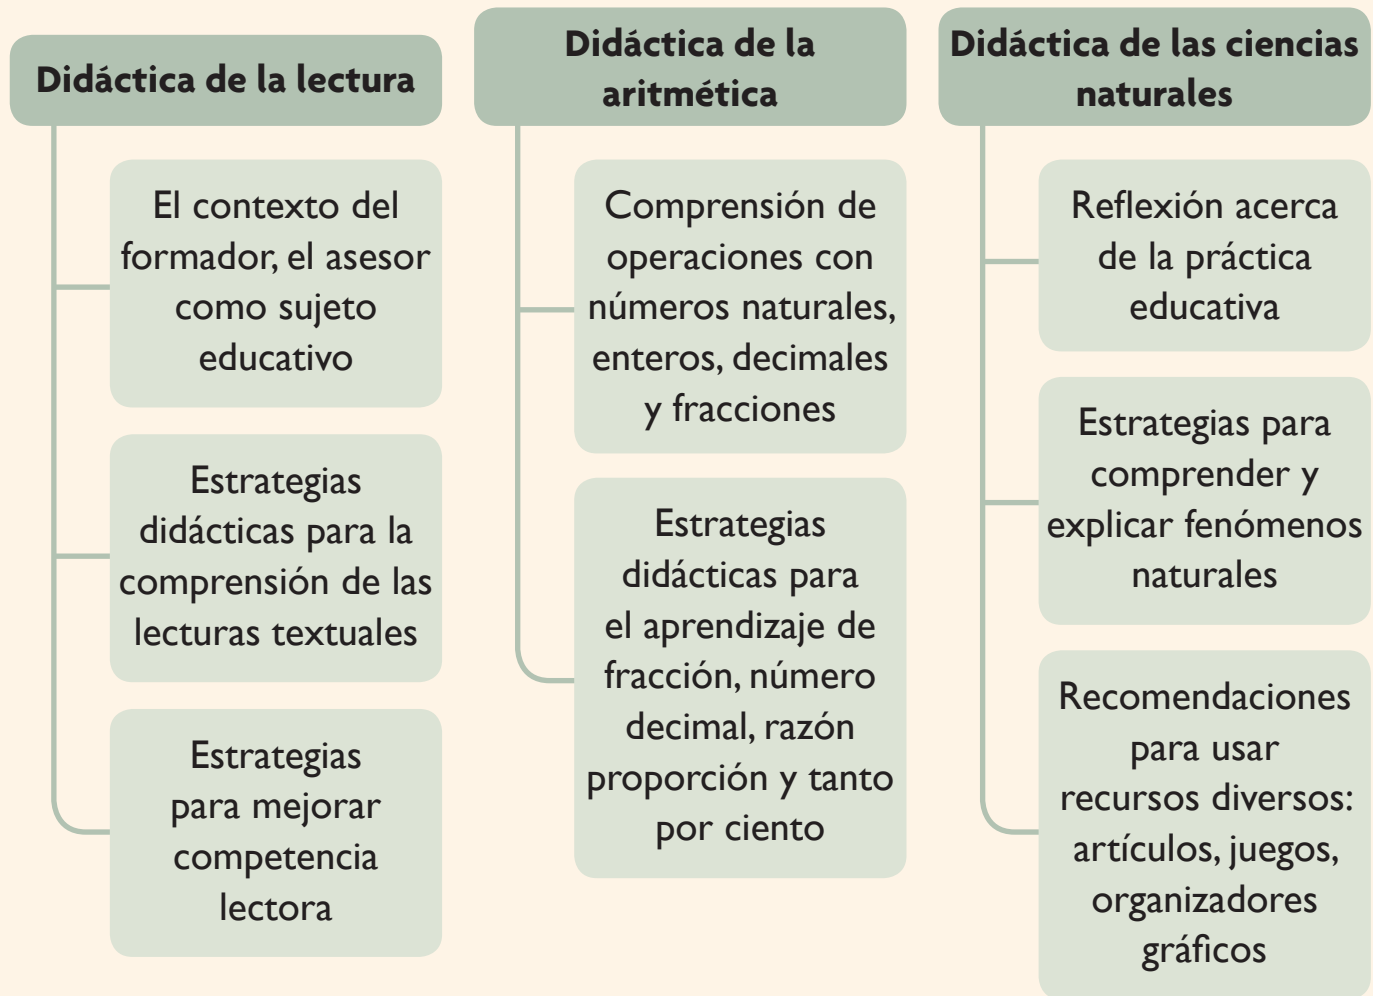 Didáctica de la lectura
El contexto del
formador, el asesor
como sujeto
educativo
Estrategias
didácticas para la
comprensión de las
lecturas textuales
Estrategias
para mejorar
competencia
lectora
Didáctica de la
aritmética
Comprensión de
operaciones con
números naturales,
enteros, decimales
y fracciones
Estrategias
didácticas para
el aprendizaje de
fracción, número
decimal, razón
proporción y tanto
por ciento
Didáctica de las ciencias
naturales
Reflexión acerca
de la práctica
educativa
Estrategias para
comprender y
explicar fenómenos
naturales
Recomendaciones
para usar
recursos diversos:
artículos, juegos,
organizadores
gráficos